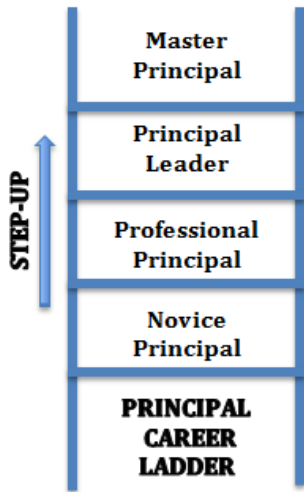 Master
Principal
Principal
Leader
STEP-UP
Professional
Principal
Novice
Principal
PRINCIPAL
CAREER
LADDER